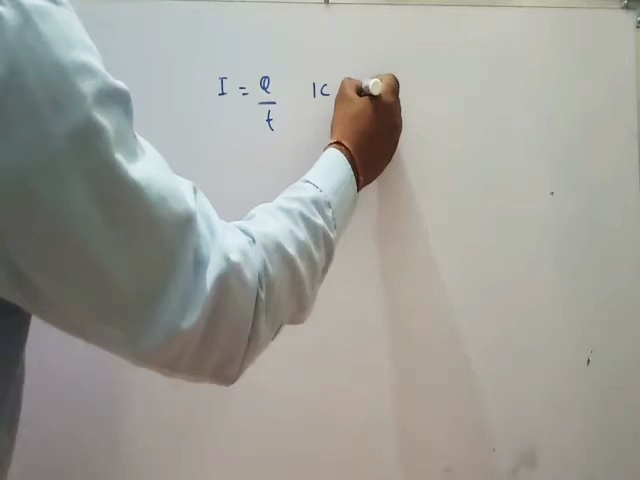 I = Q/t 1C